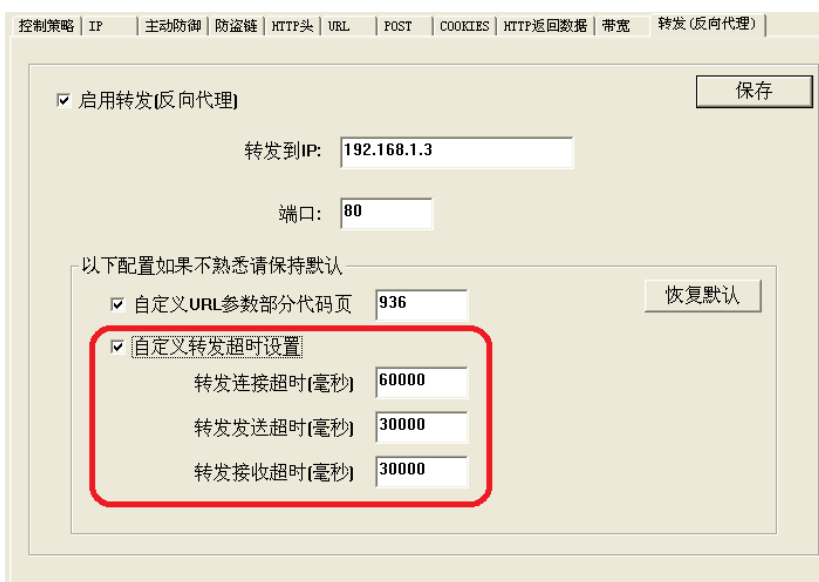 控制策略 IP 主动防御 防盗链 HTTP头 URL POST COOKIES HTTP返回数据 带宽 转发(反向代理)
启用转发(反向代理) 保存
转发到IP: 192.168.1.3
端口: 80
以下配置如果不熟悉请保持默认
自定义URL参数部分代码页 936 恢复默认
自定义转发超时设置
转发连接超时(毫秒) 60000
转发发送超时(毫秒) 30000
转发接收超时(毫秒) 30000